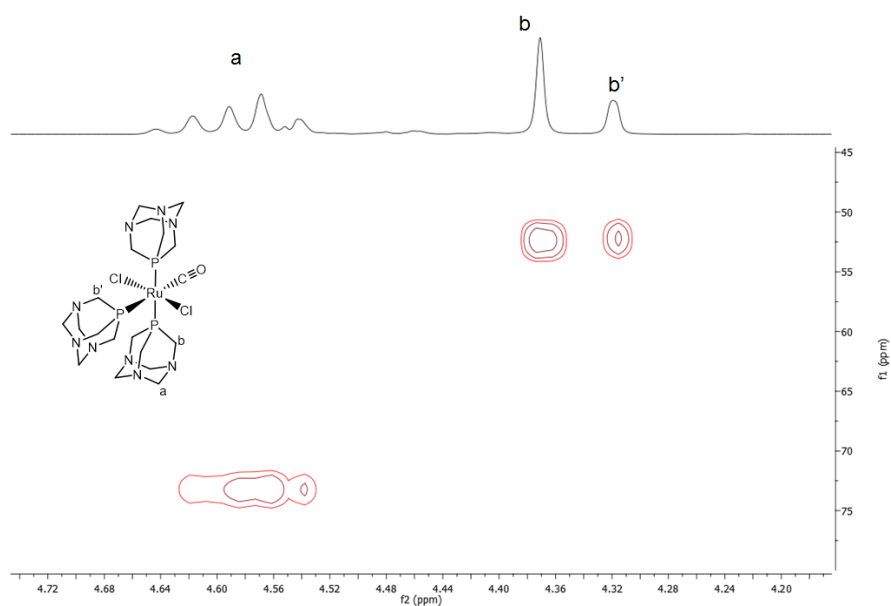 b
a
b'
45
50
N
N
N
55
P
Cl
C≡O
b'
Ru
N
P
Cl
60
N
P
b
N
N
N
N
65
a
70
75
4.72 4.68 4.64 4.60 4.56 4.52 4.48 4.44 4.40 4.36 4.32 4.28 4.24 4.20
f2 (ppm)
f1 (ppm)